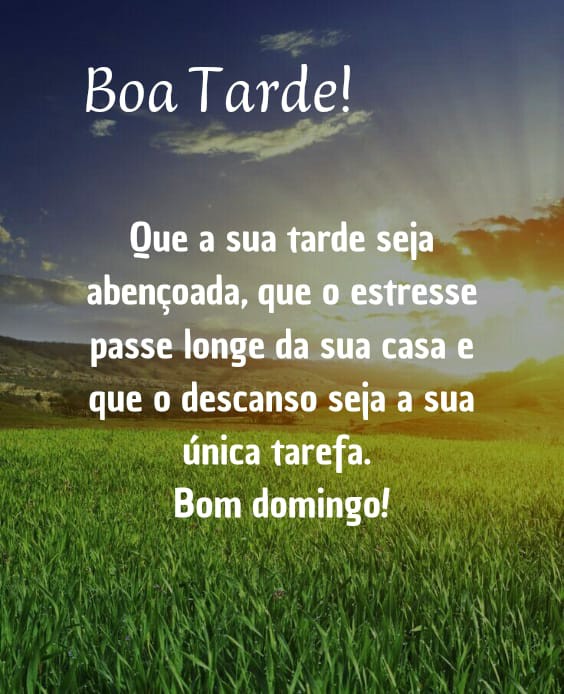 Boa Tarde!
Que a sua tarde seja
abençoada, que o estresse
passe longe da sua casa e
que o descanso seja a sua
única tarefa.
Bom domingo!